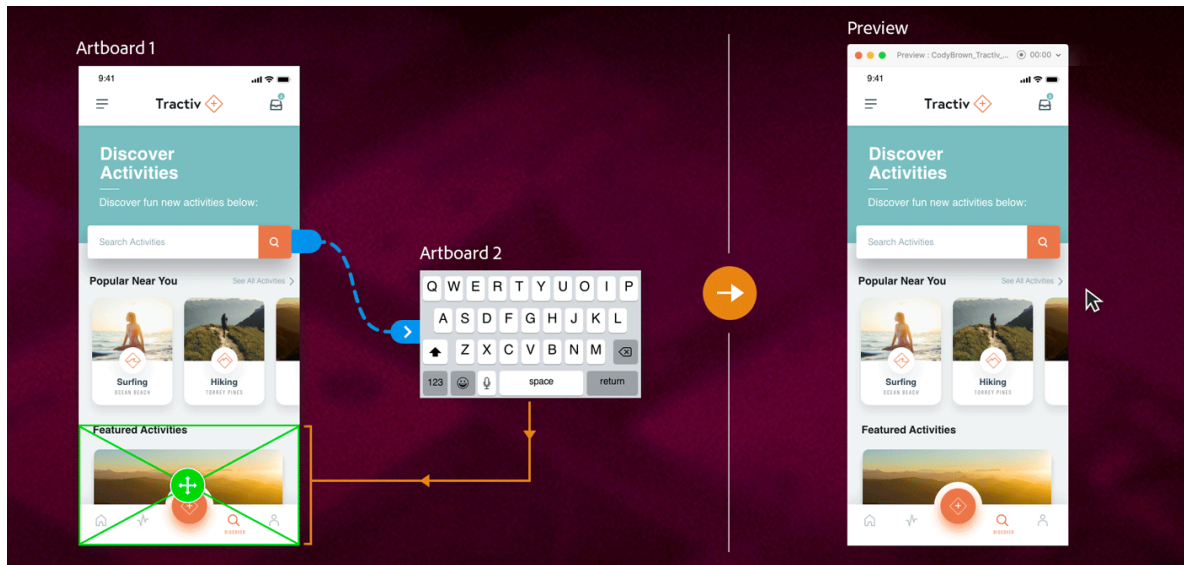 Artboard 1
9:41
Tractiv
2
Discover
Activities
Discover fun new activities below:
Search Activities
Popular Near You
See All Activities
Surfing
OCEAN BEACH
Hiking
TORREY PINES
Featured Activities
DISCOVER
Artboard 2
Q W E R T Y U O I P
A S D F G H J K L
Z X C V B N M
123 space return
Preview
Preview : CodyBrown_Tractiv_... 00:00
9:41
Tractiv
Discover
Activities
Discover fun new activities below:
Search Activities
Popular Near You
See All Activities
Surfing
OCEAN BEACH
Hiking
TORREY PINES
Featured Activities
DISCOVER